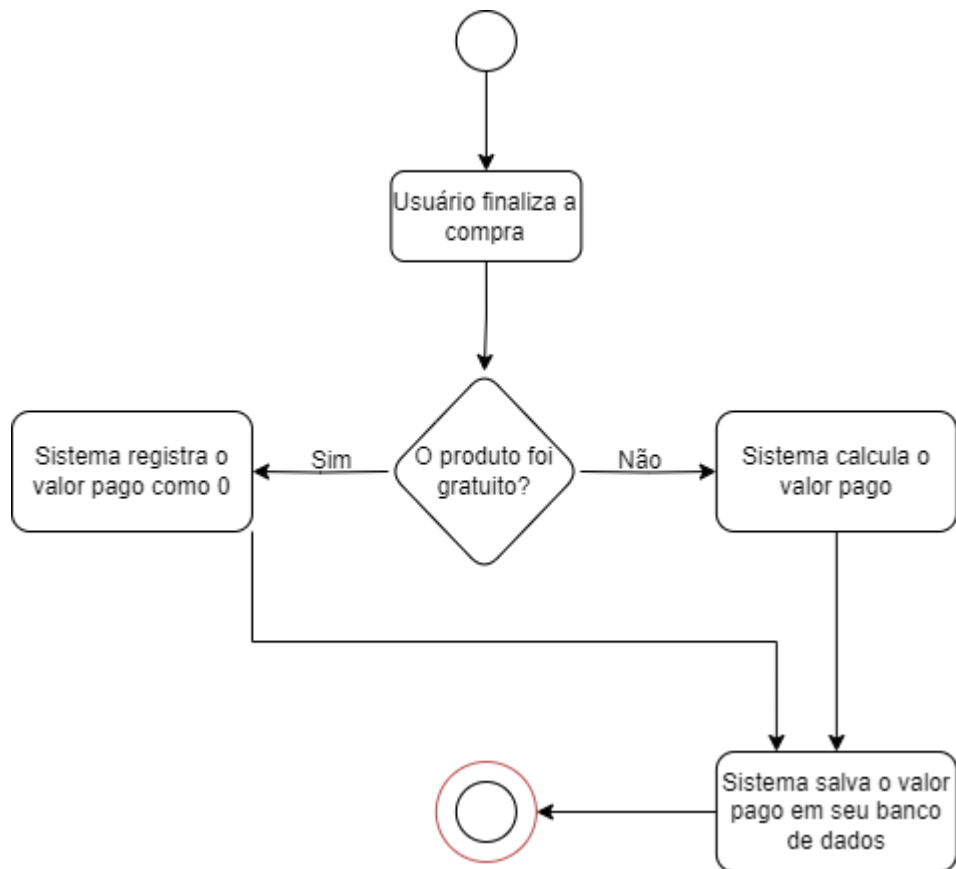 Usuário finaliza a
compra
O produto foi
gratuito?
Sim
Não
Sistema registra o
valor pago como 0
Sistema calcula o
valor pago
Sistema salva o valor
pago em seu banco
de dados